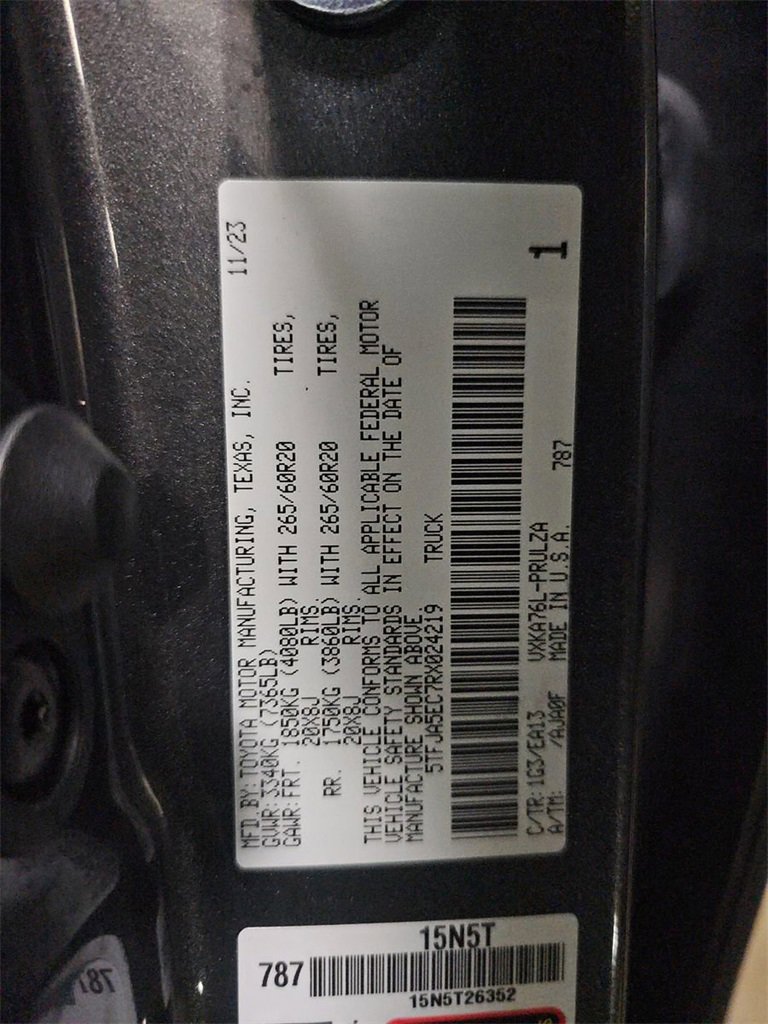 MFD. BY: TOYOTA MOTOR MANUFACTURING, TEXAS, INC. 11/23
GVWR: 3340KG (7365LB)
GAWR: FRT. 1850KG (4080LB) WITH 265/60R20 TIRES,
20X8J RIMS.
RR. 1750KG (3860LB) WITH 265/60R20 TIRES,
20X8J RIMS.
THIS VEHICLE CONFORMS TO ALL APPLICABLE FEDERAL MOTOR
VEHICLE SAFETY STANDARDS IN EFFECT ON THE DATE OF
MANUFACTURE SHOWN ABOVE.
5TFJA5EC7RX024219 TRUCK
C/TR: 1G3/EA13 VXKA76L-PRULZA
A/TM: /AJA0F MADE IN U.S.A. 787
1
15N5T
787
15N5T26352
787